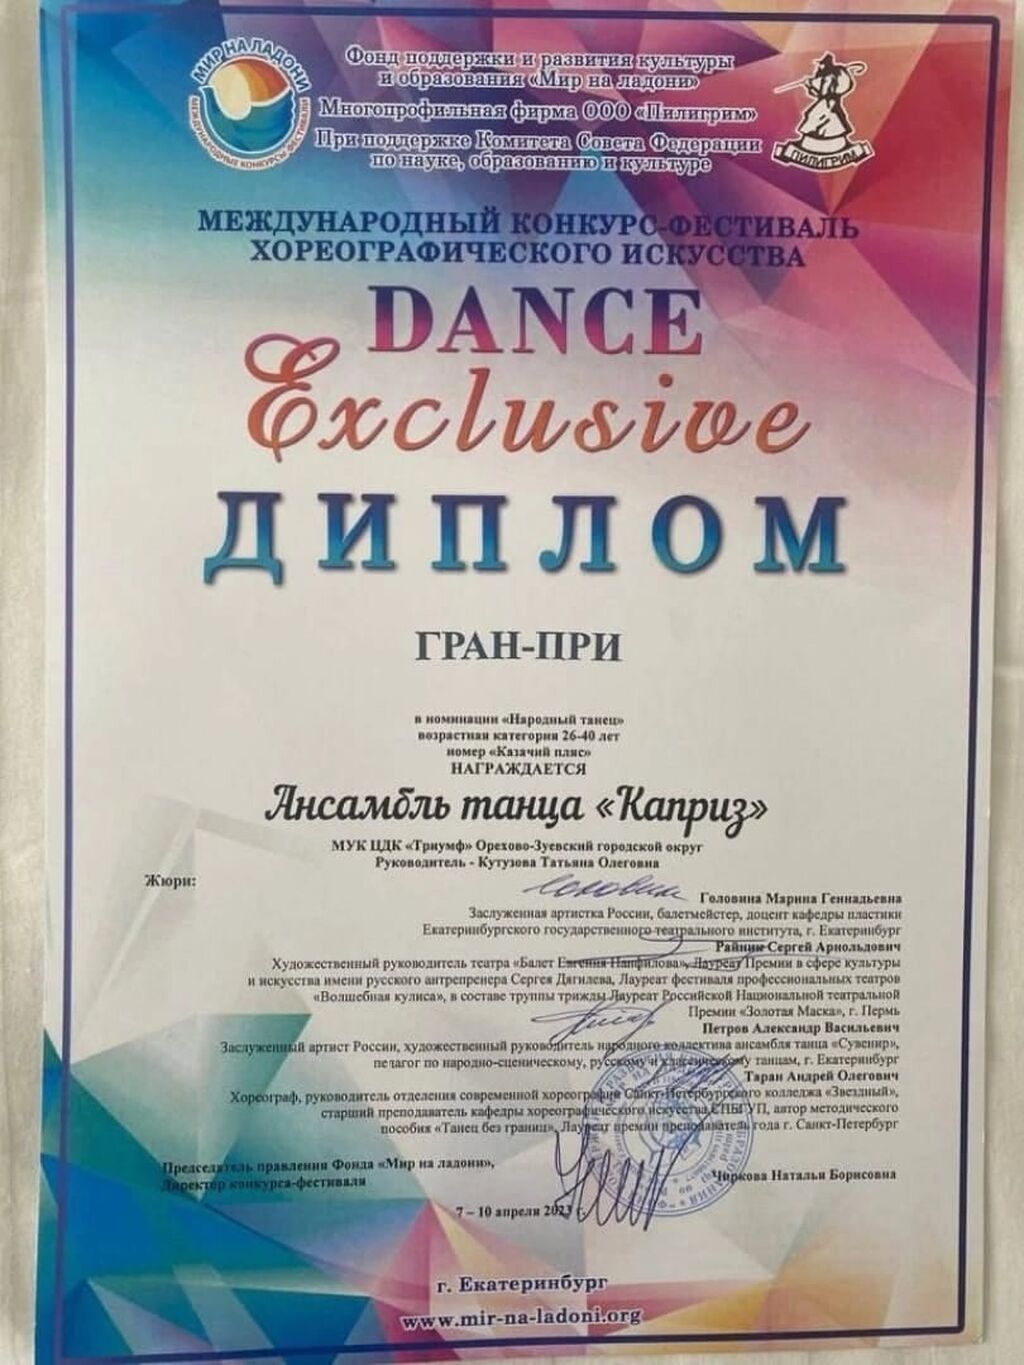 МИР НА ЛАДОНИ
МЕЖДУНАРОДНЫЕ КОНКУРСЫ ФЕСТИВАЛИ
Фонд поддержки и развития культуры
и образования «Мир на ладони»
Многопрофильная фирма ООО «Пилигрим»
При поддержке Комитета Совета Федерации
по науке, образованию и культуре
ПИЛИГРИМ
МЕЖДУНАРОДНЫЙ КОНКУРС-ФЕСТИВАЛЬ
ХОРЕОГРАФИЧЕСКОГО ИСКУССТВА
DANCE
Exclusive
ДИПЛОМ
ГРАН-ПРИ
в номинации «Народный танец»
возрастная категория 26-40 лет
номер «Казачий пляс»
НАГРАЖДАЕТСЯ
Ансамбль танца «Каприз»
МУК ЦДК «Триумф» Орехово-Зуевский городской округ
Руководитель - Кутузова Татьяна Олеговна
Жюри:
Головина Марина Геннадьевна
Заслуженная артистка России, балетмейстер, доцент кафедры пластики
Екатеринбургского государственного театрального института, г. Екатеринбург
Райник Сергей Арнольдович
Художественный руководитель театра «Балет Евгения Панфилова», Лауреат Премии в сфере культуры
и искусства имени русского антрепренера Сергея Дягилева, Лауреат фестиваля профессиональных театров
«Волшебная кулиса», в составе труппы трижды Лауреат Российской Национальной театральной
Премии «Золотая Маска», г. Пермь
Петров Александр Васильевич
Заслуженный артист России, художественный руководитель народного коллектива ансамбля танца «Сувенир»,
педагог по народно-сценическому, русскому и классическому танцам, г. Екатеринбург
Таран Андрей Олегович
Хореограф, руководитель отделения современной хореографии Санкт-Петербургского колледжа «Звездный»,
старший преподаватель кафедры хореографического искусства СПбГУП, автор методического
пособия «Танец без границ», Лауреат премии преподаватель года г. Санкт-Петербург
Председатель правления Фонда «Мир на ладони»,
Директор конкурса-фестиваля
Чиркова Наталья Борисовна
7 – 10 апреля 2023 г.
г. Екатеринбург
www.mir-na-ladoni.org